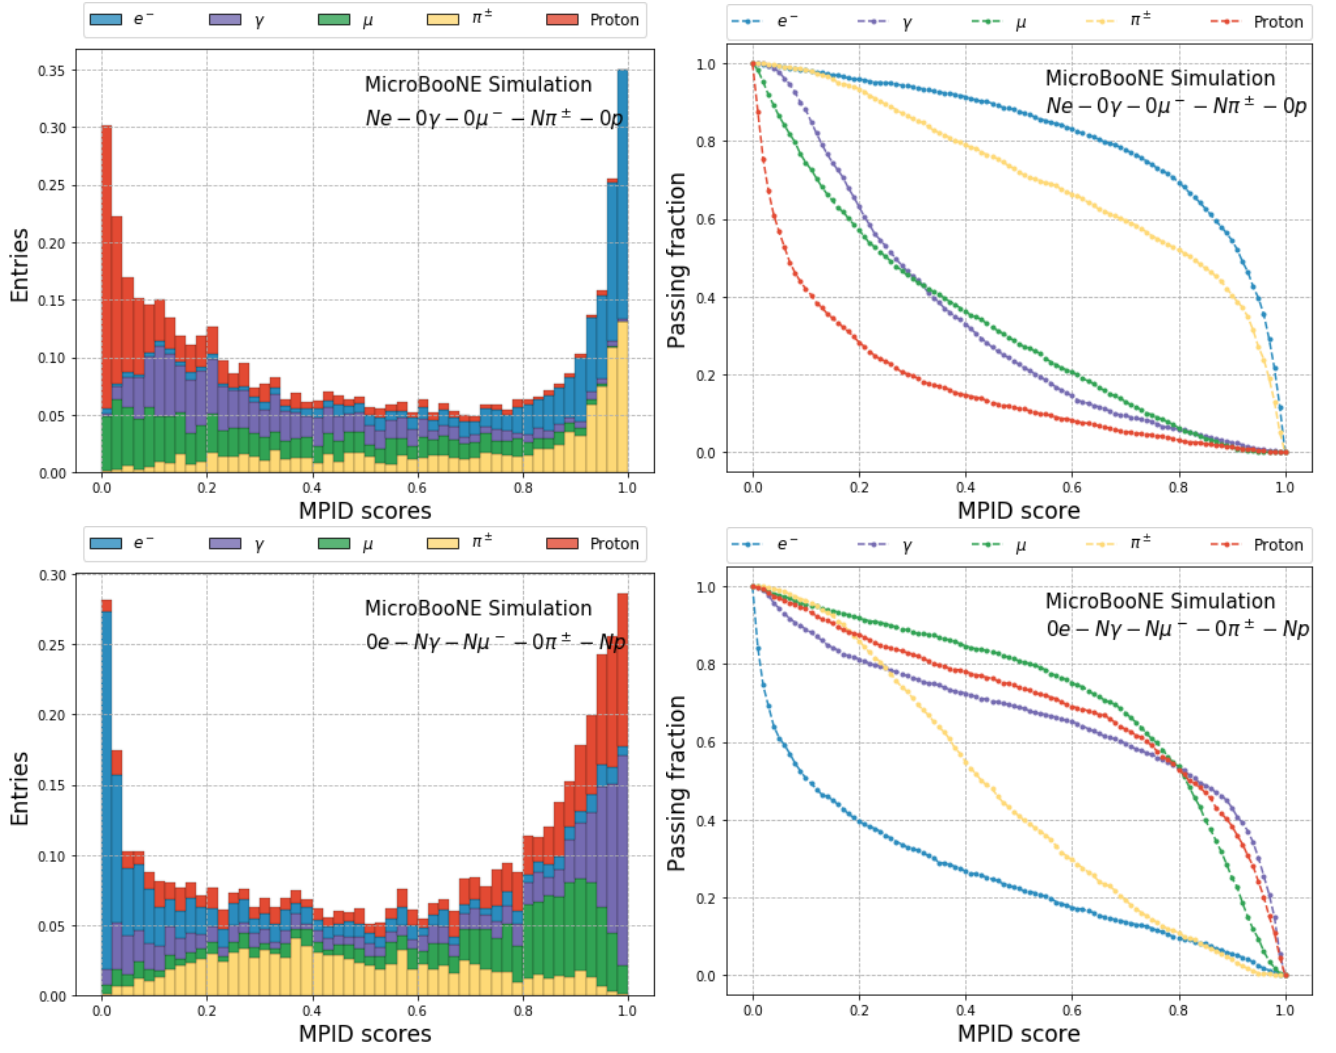 e⁻ γ μ π± Proton
MicroBooNE Simulation
Ne − 0γ − 0μ⁻ − Nπ± − 0p
Entries
0.35
0.30
0.25
0.20
0.15
0.10
0.05
0.00
0.0 0.2 0.4 0.6 0.8 1.0
MPID scores
e⁻ γ μ π± Proton
MicroBooNE Simulation
Ne − 0γ − 0μ⁻ − Nπ± − 0p
Passing fraction
1.0
0.8
0.6
0.4
0.2
0.0
0.0 0.2 0.4 0.6 0.8 1.0
MPID score
e⁻ γ μ π± Proton
MicroBooNE Simulation
0e − Nγ − Nμ⁻ − 0π± − Np
Entries
0.30
0.25
0.20
0.15
0.10
0.05
0.00
0.0 0.2 0.4 0.6 0.8 1.0
MPID scores
e⁻ γ μ π± Proton
MicroBooNE Simulation
0e − Nγ − Nμ⁻ − 0π± − Np
Passing fraction
1.0
0.8
0.6
0.4
0.2
0.0
0.0 0.2 0.4 0.6 0.8 1.0
MPID score